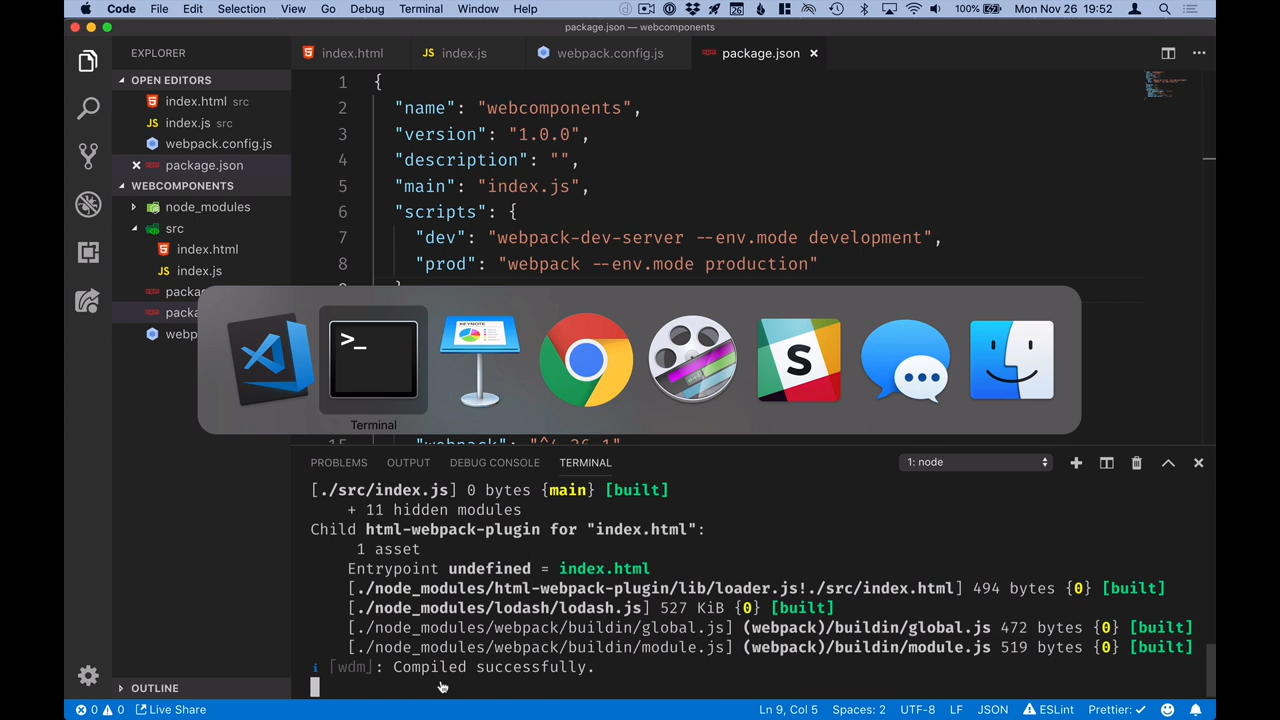 Code File Edit Selection View Go Debug Terminal Window Help 26 100% Mon Nov 26 19:52
package.json — webcomponents
EXPLORER
index.html
index.js
webpack.config.js
package.json
OPEN EDITORS
index.html src
index.js src
webpack.config.js
package.json
WEBCOMPONENTS
node_modules
src
index.html
index.js
1 {
2 "name": "webcomponents",
3 "version": "1.0.0",
4 "description": "",
5 "main": "index.js",
6 "scripts": {
7 "dev": "webpack-dev-server --env.mode development",
8 "prod": "webpack --env.mode production"
KEYNOTE
>_
S
Terminal
PROBLEMS OUTPUT DEBUG CONSOLE TERMINAL 1: node
[./src/index.js] 0 bytes {main} [built]
+ 11 hidden modules
Child html-webpack-plugin for "index.html":
1 asset
Entrypoint undefined = index.html
[./node_modules/html-webpack-plugin/lib/loader.js!./src/index.html] 494 bytes {0} [built]
[./node_modules/lodash/lodash.js] 527 KiB {0} [built]
[./node_modules/webpack/buildin/global.js] (webpack)/buildin/global.js 472 bytes {0} [built]
[./node_modules/webpack/buildin/module.js] (webpack)/buildin/module.js 519 bytes {0} [built]
i ｢wdm｣: Compiled successfully.
OUTLINE
0 0 Live Share Ln 9, Col 5 Spaces: 2 UTF-8 LF JSON ESLint Prettier: ✓